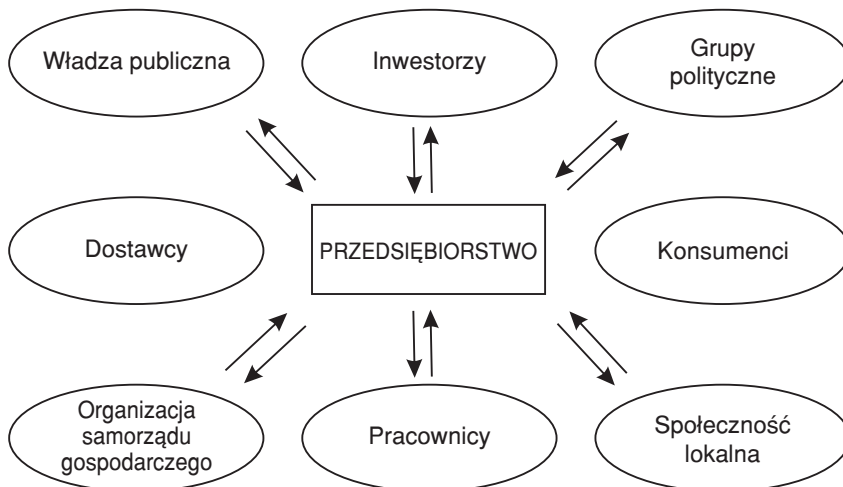 Władza publiczna
Inwestorzy
Grupy
polityczne
Dostawcy
PRZEDSIĘBIORSTWO
Konsumenci
Organizacja
samorządu
gospodarczego
Pracownicy
Społeczność
lokalna